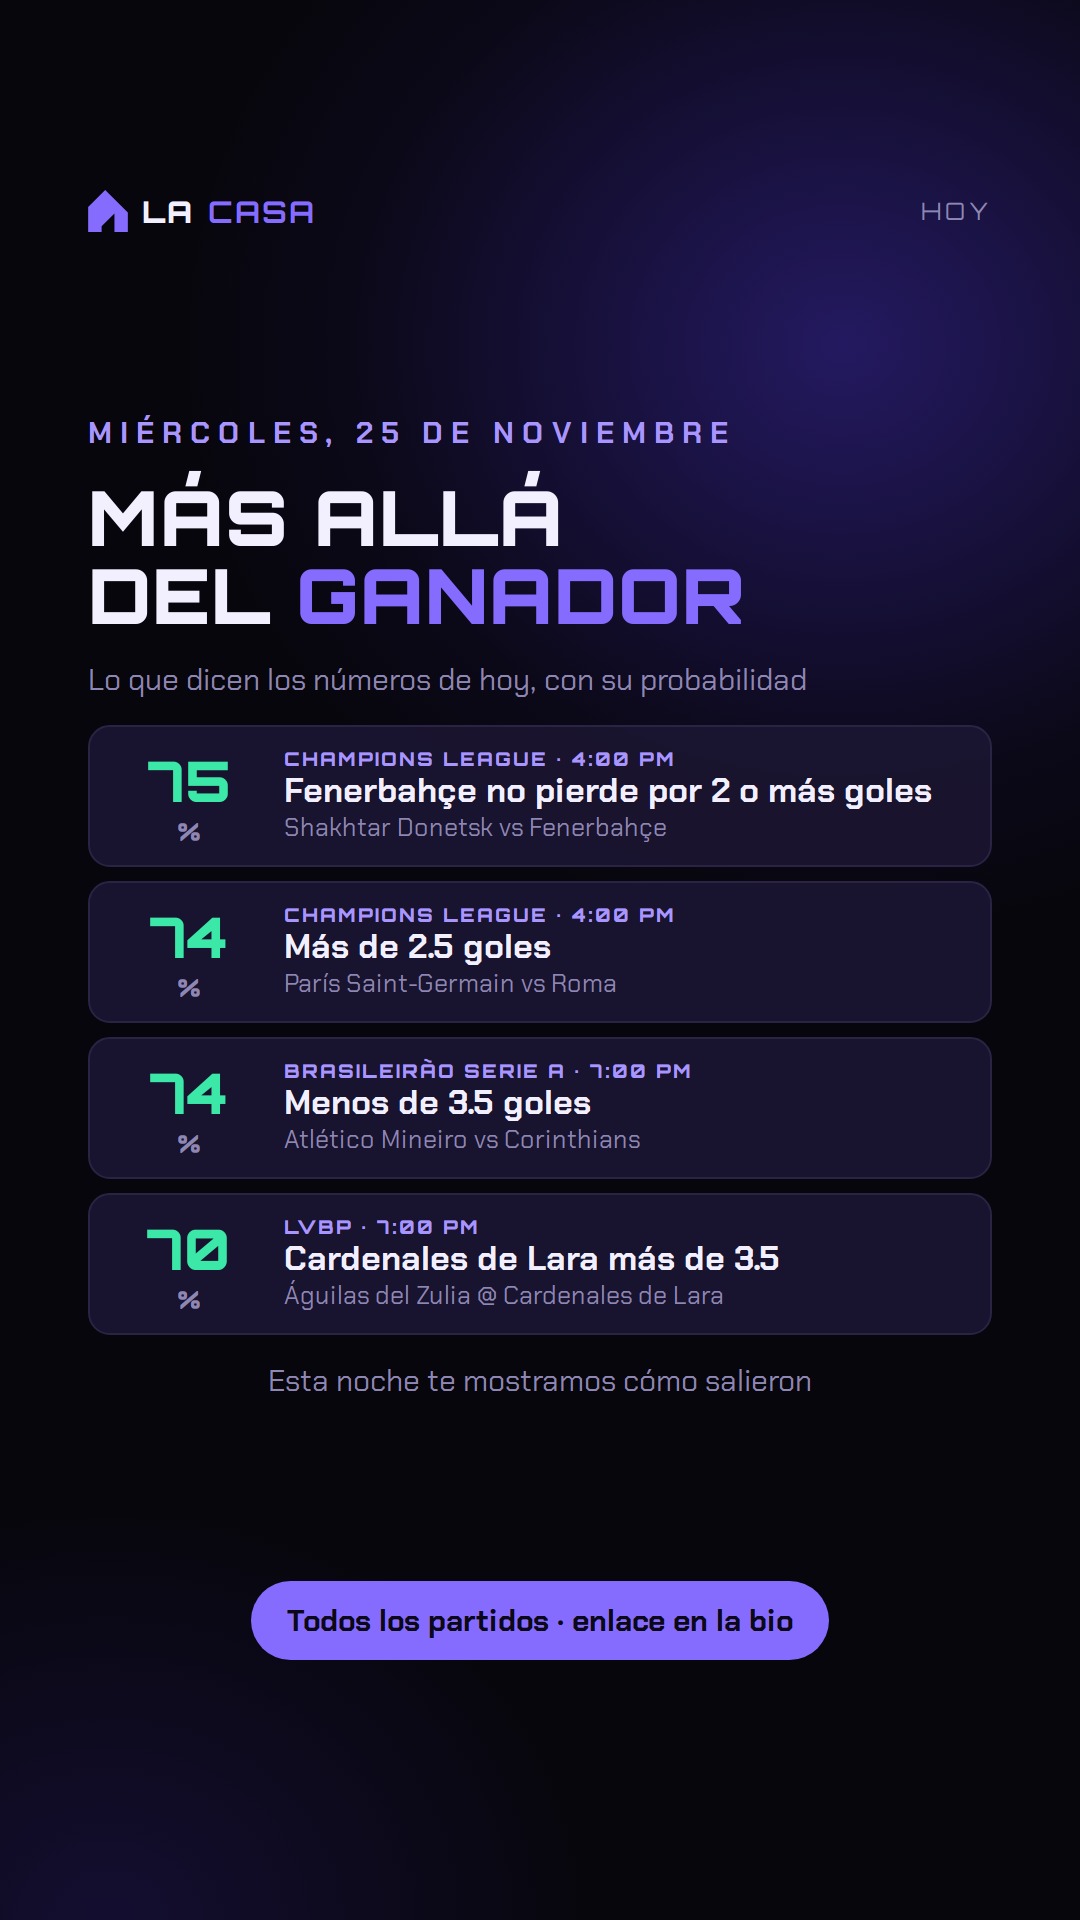 LA CASA
HOY
MIÉRCOLES, 25 DE NOVIEMBRE
MÁS ALLÁ
DEL GANADOR
Lo que dicen los números de hoy, con su probabilidad
75
%
CHAMPIONS LEAGUE · 4:00 PM
Fenerbahçe no pierde por 2 o más goles
Shakhtar Donetsk vs Fenerbahçe
74
%
CHAMPIONS LEAGUE · 4:00 PM
Más de 2.5 goles
París Saint-Germain vs Roma
74
%
BRASILEIRÃO SERIE A · 7:00 PM
Menos de 3.5 goles
Atlético Mineiro vs Corinthians
70
%
LVBP · 7:00 PM
Cardenales de Lara más de 3.5
Águilas del Zulia @ Cardenales de Lara
Esta noche te mostramos cómo salieron
Todos los partidos · enlace en la bio